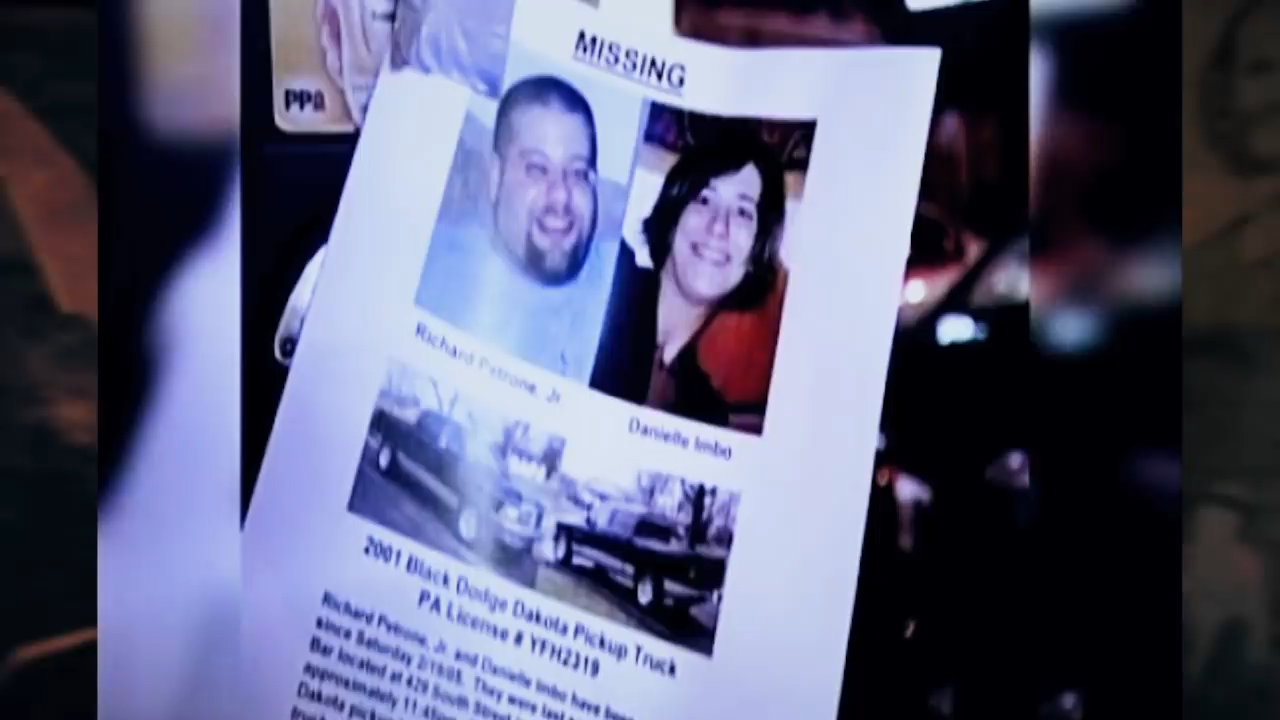 MISSING
PPA
Richard Petrone, Jr
Danielle Imbo
2001 Black Dodge Dakota Pickup Truck
PA License # YFH2319
Richard Petrone, Jr. and Danielle Imbo have been
since Saturday 2/19/05. They were last
Bar located at 429 South Street
approximately 11:45pm
Dakota pickup